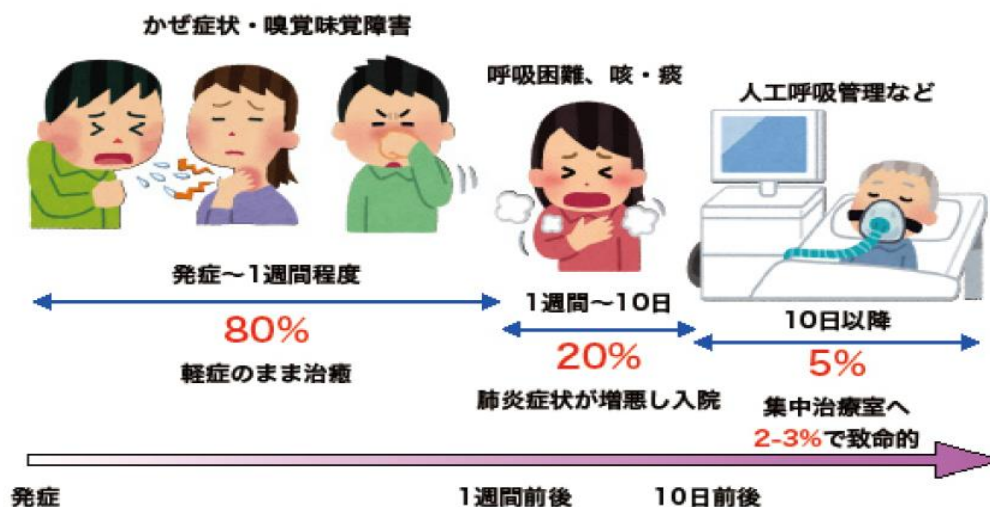 かぜ症状・嗅覚味覚障害
呼吸困難、咳・痰
人工呼吸管理など
発症～1週間程度
80%
軽症のまま治癒
1週間～10日
20%
肺炎症状が増悪し入院
10日以降
5%
集中治療室へ
2-3%で致命的
発症
1週間前後
10日前後